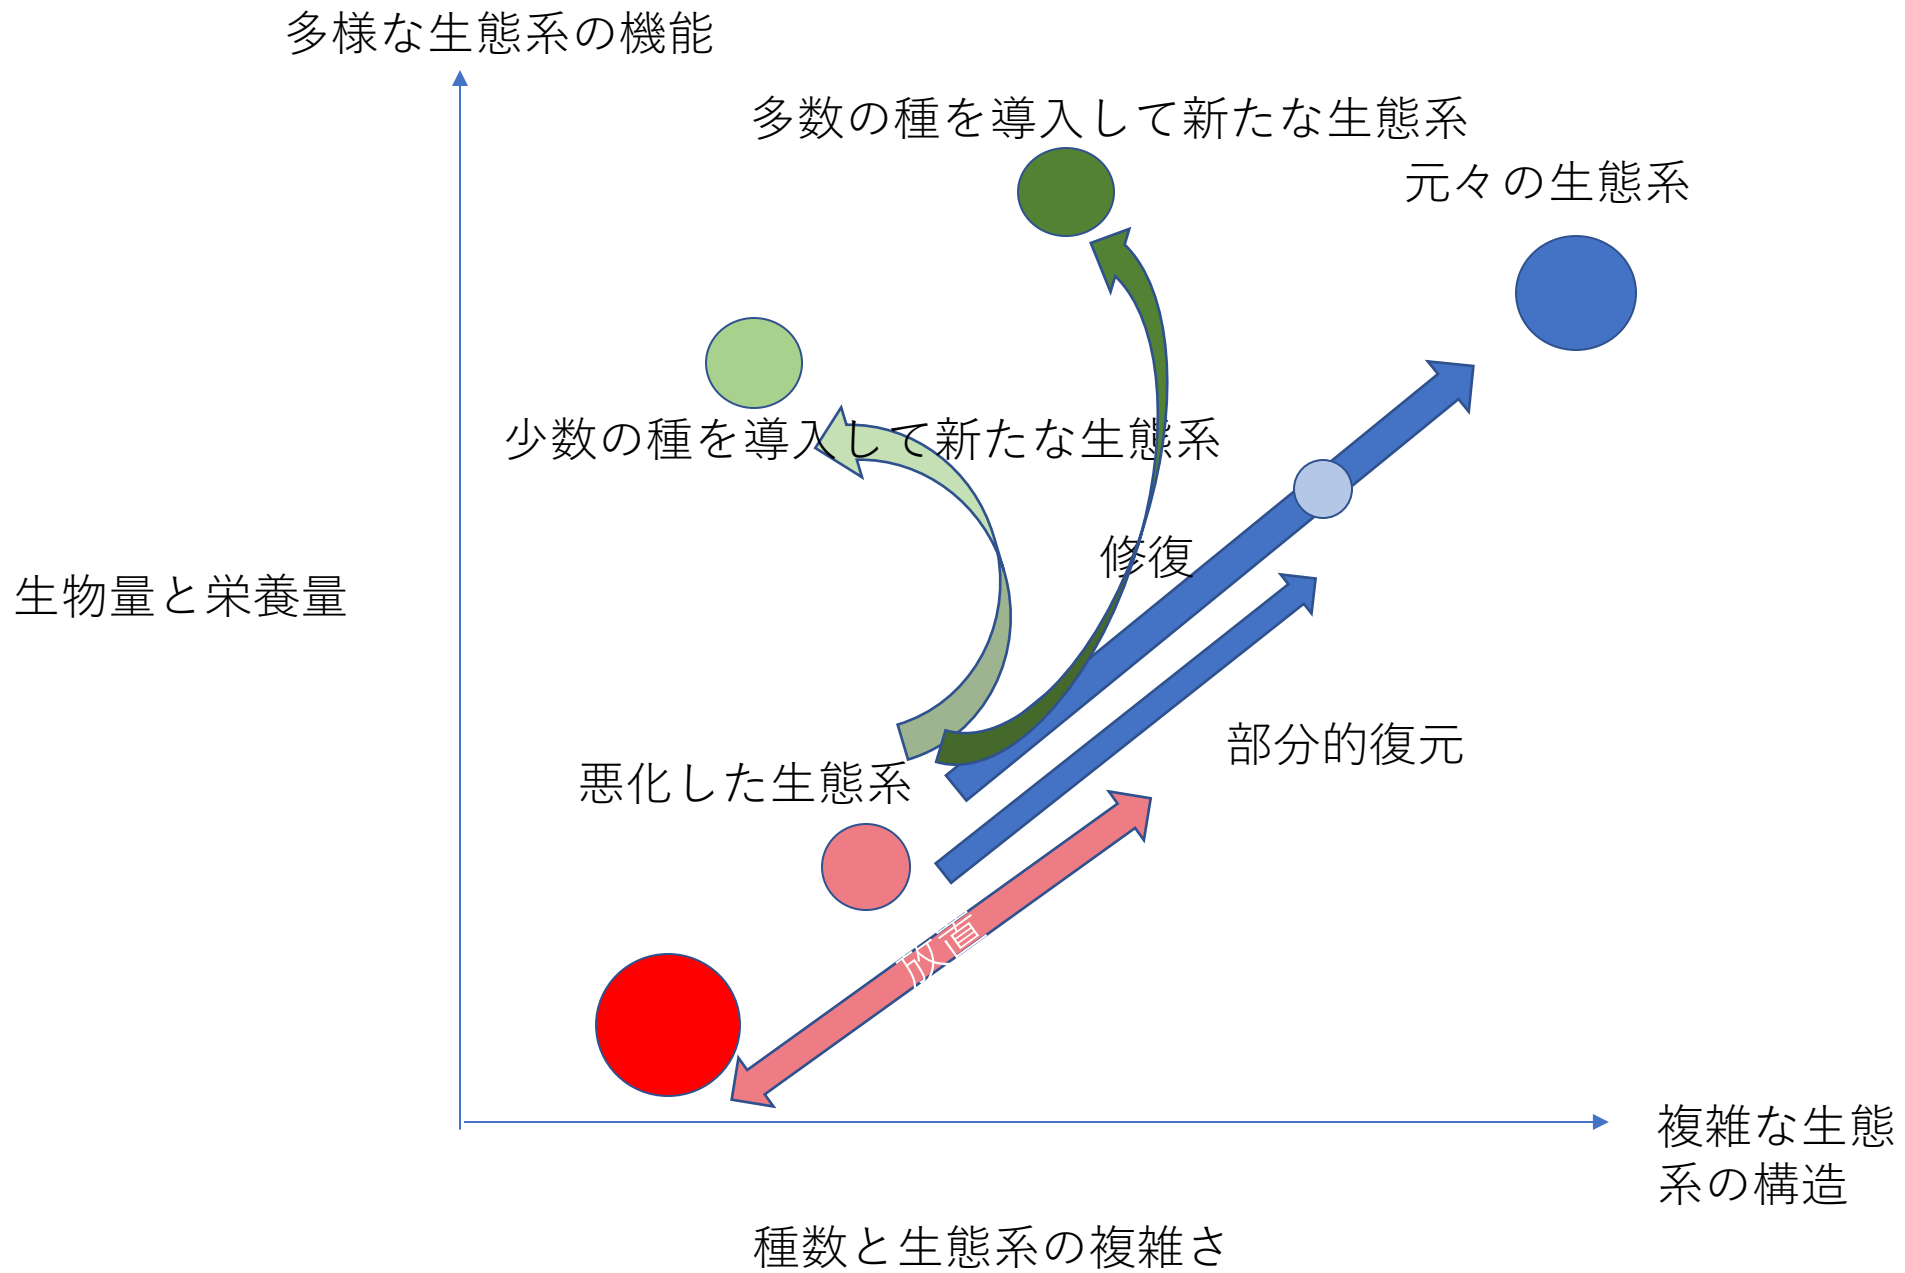 多様な生態系の機能
多数の種を導入して新たな生態系
元々の生態系
少数の種を導入して新たな生態系
修復
生物量と栄養量
部分的復元
悪化した生態系
放置
複雑な生態
系の構造
種数と生態系の複雑さ